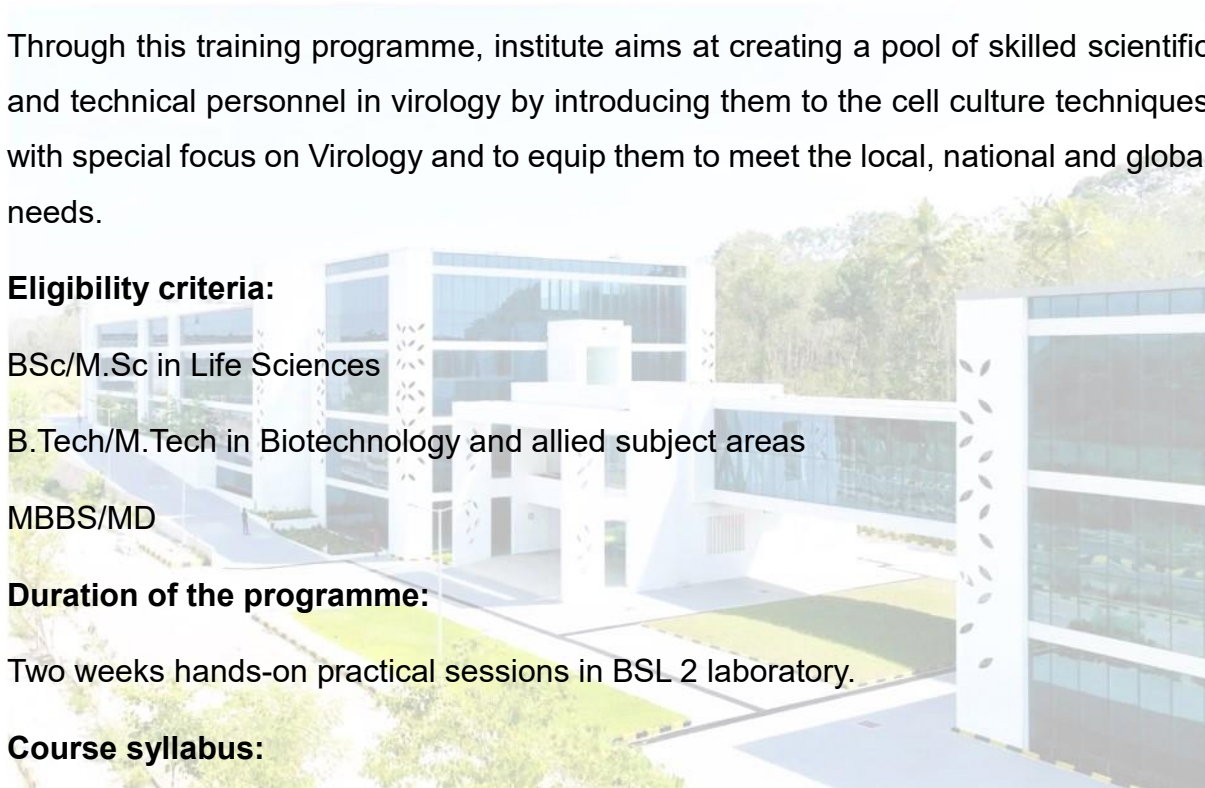 Through this training programme, institute aims at creating a pool of skilled scientific
and technical personnel in virology by introducing them to the cell culture techniques
with special focus on Virology and to equip them to meet the local, national and globa
needs.
Eligibility criteria:
BSc/M.Sc in Life Sciences
B.Tech/M.Tech in Biotechnology and allied subject areas
MBBS/MD
Duration of the programme:
Two weeks hands-on practical sessions in BSL 2 laboratory.
Course syllabus: